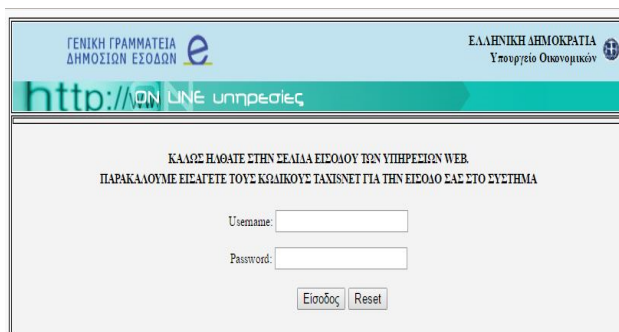 ΓΕΝΙΚΗ ΓΡΑΜΜΑΤΕΙΑ
ΔΗΜΟΣΙΩΝ ΕΣΟΔΩΝ
e
ΕΛΛΗΝΙΚΗ ΔΗΜΟΚΡΑΤΙΑ
Υπουργείο Οικονομικών
http://www ON LINE υπηρεσίες
ΚΑΛΩΣ ΗΛΘΑΤΕ ΣΤΗΝ ΣΕΛΙΔΑ ΕΙΣΟΔΟΥ ΤΩΝ ΥΠΗΡΕΣΙΩΝ WEB.
ΠΑΡΑΚΑΛΟΥΜΕ ΕΙΣΑΓΕΤΕ ΤΟΥΣ ΚΩΔΙΚΟΥΣ TAXISNET ΓΙΑ ΤΗΝ ΕΙΣΟΔΟ ΣΑΣ ΣΤΟ ΣΥΣΤΗΜΑ
Username:
Password:
Είσοδος Reset